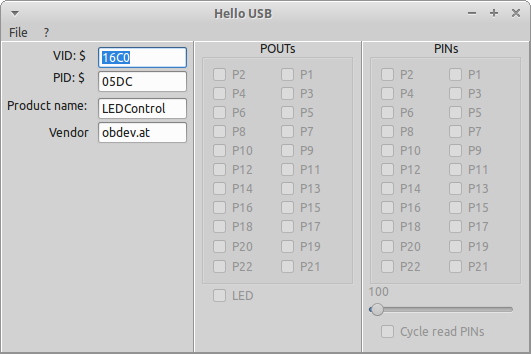 Hello USB
File ?
VID: $ 16C0
PID: $ 05DC
Product name: LEDControl
Vendor obdev.at
POUTs
P2 P1
P4 P3
P6 P5
P8 P7
P10 P9
P12 P11
P14 P13
P16 P15
P18 P17
P20 P19
P22 P21
LED
PINs
P2 P1
P4 P3
P6 P5
P8 P7
P10 P9
P12 P11
P14 P13
P16 P15
P18 P17
P20 P19
P22 P21
100
Cycle read PINs